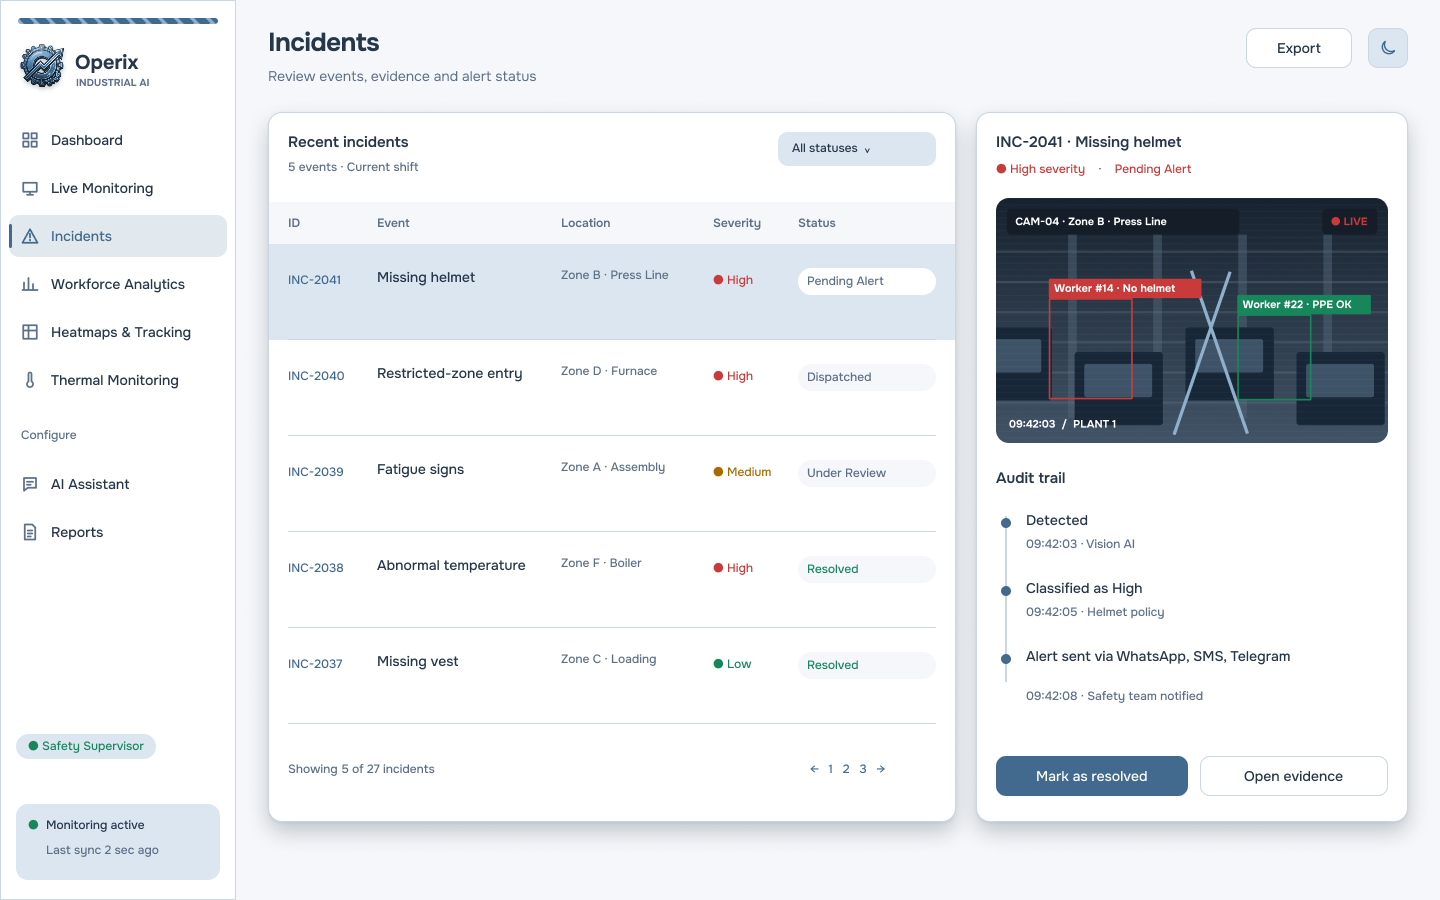 Operix
INDUSTRIAL AI
Dashboard
Live Monitoring
Incidents
Workforce Analytics
Heatmaps & Tracking
Thermal Monitoring
Configure
AI Assistant
Reports
Safety Supervisor
Monitoring active
Last sync 2 sec ago
Incidents
Review events, evidence and alert status
Export
Recent incidents
5 events · Current shift
All statuses
ID Event Location Severity Status
INC-2041 Missing helmet Zone B · Press Line High Pending Alert
INC-2040 Restricted-zone entry Zone D · Furnace High Dispatched
INC-2039 Fatigue signs Zone A · Assembly Medium Under Review
INC-2038 Abnormal temperature Zone F · Boiler High Resolved
INC-2037 Missing vest Zone C · Loading Low Resolved
Showing 5 of 27 incidents ← 1 2 3 →
INC-2041 · Missing helmet
High severity · Pending Alert
CAM-04 · Zone B · Press Line LIVE
Worker #14 · No helmet
Worker #22 · PPE OK
09:42:03 / PLANT 1
Audit trail
Detected
09:42:03 · Vision AI
Classified as High
09:42:05 · Helmet policy
Alert sent via WhatsApp, SMS, Telegram
09:42:08 · Safety team notified
Mark as resolved Open evidence